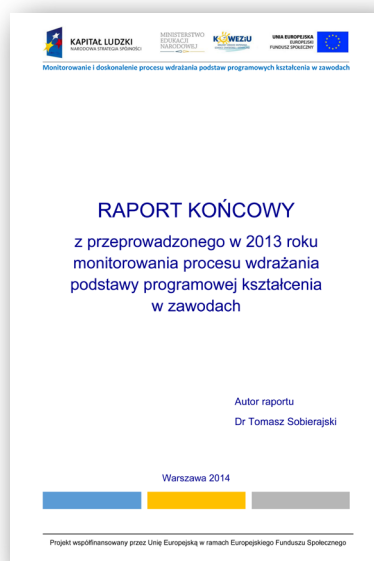 KAPITAŁ LUDZKI
NARODOWA STRATEGIA SPÓJNOŚCI
MINISTERSTWO
EDUKACJI
NARODOWEJ
KOWEZiU
UNIA EUROPEJSKA
EUROPEJSKI
FUNDUSZ SPOŁECZNY
Monitorowanie i doskonalenie procesu wdrażania podstaw programowych kształcenia w zawodach
RAPORT KOŃCOWY
z przeprowadzonego w 2013 roku
monitorowania procesu wdrażania
podstawy programowej kształcenia
w zawodach
Autor raportu
Dr Tomasz Sobierajski
Warszawa 2014
Projekt współfinansowany przez Unię Europejską w ramach Europejskiego Funduszu Społecznego